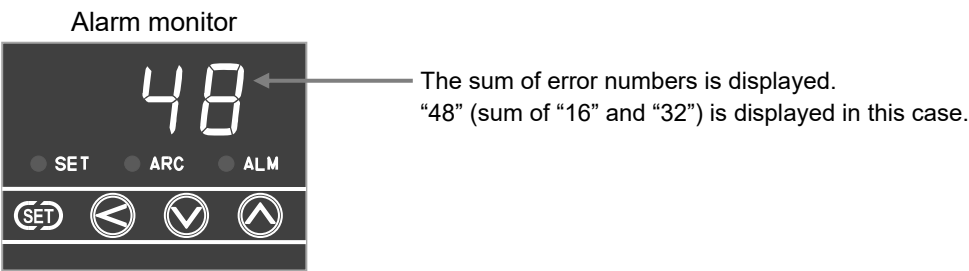 Alarm monitor
48
The sum of error numbers is displayed.
“48” (sum of “16” and “32”) is displayed in this case.
SET ARC ALM
SET